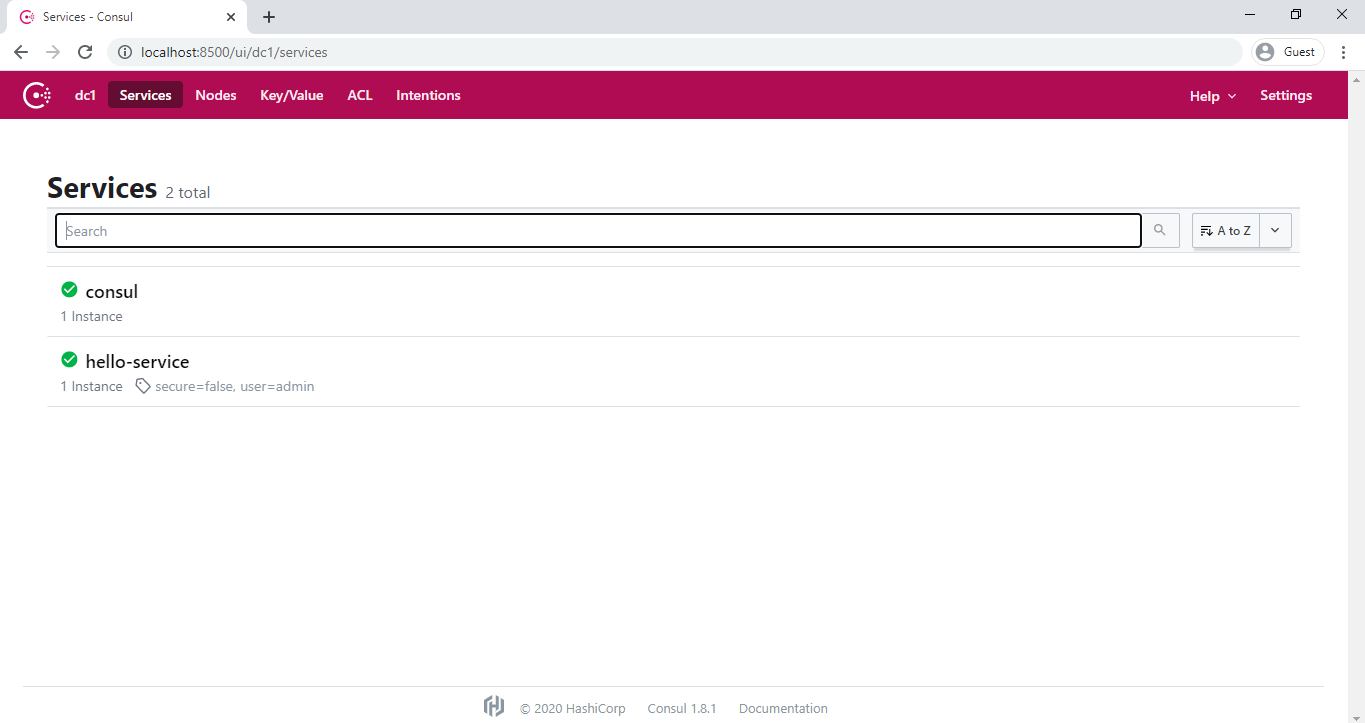 Services - Consul
localhost:8500/ui/dc1/services
Guest
dc1 Services Nodes Key/Value ACL Intentions Help Settings
Services 2 total
Search
A to Z
consul
1 Instance
hello-service
1 Instance secure=false, user=admin
© 2020 HashiCorp Consul 1.8.1 Documentation